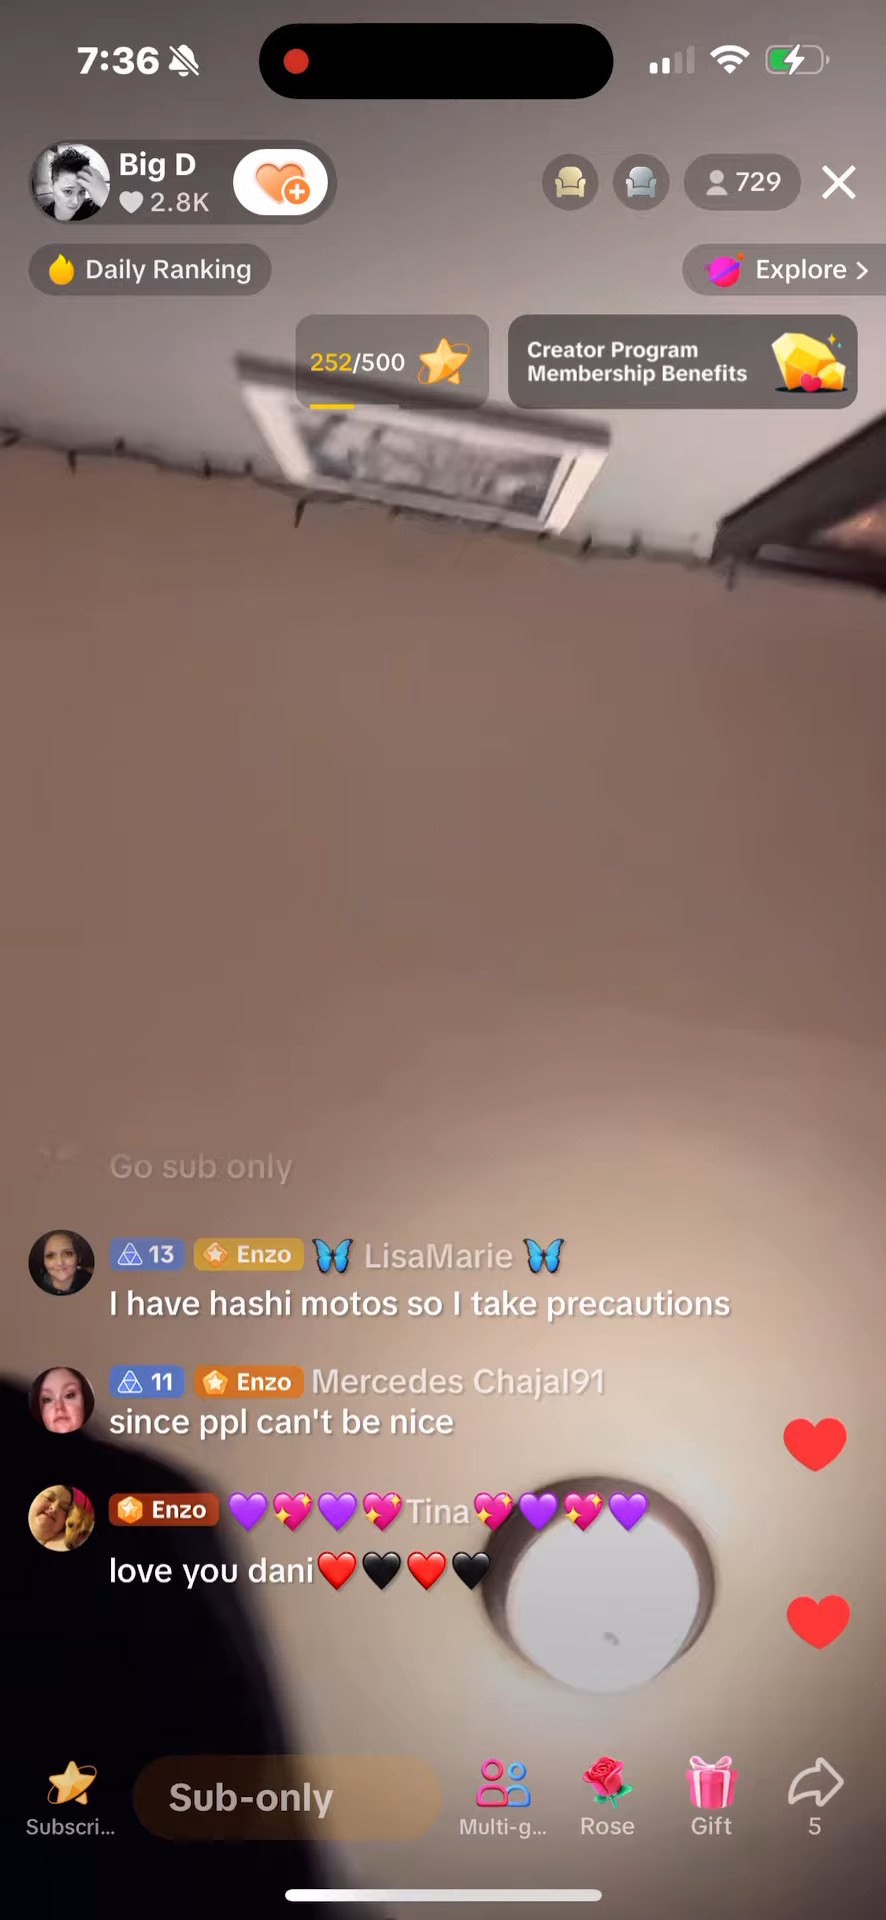 7:36
Big D
2.8K
729
Daily Ranking
Explore >
252/500
Creator Program
Membership Benefits
Go sub only
13 Enzo 🦋 LisaMarie 🦋
I have hashi motos so I take precautions
11 Enzo Mercedes Chajal91
since ppl can't be nice
Enzo 💜💖💜💖Tina💖💜💖💜
love you dani❤️🖤❤️🖤
Sub-only
Subscri...
Multi-g...
Rose
Gift
5